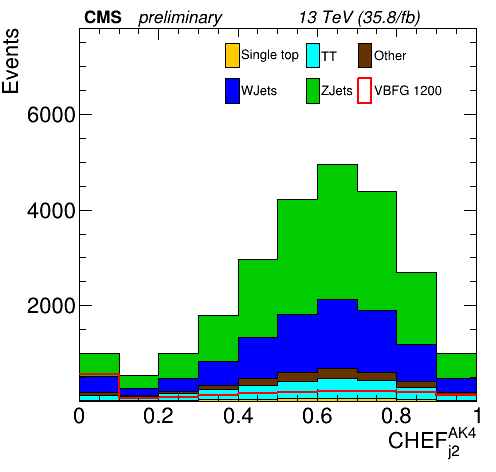 CMS preliminary 13 TeV (35.8/fb)
Events
Single top TT Other
WJets ZJets VBFG 1200
6000
4000
2000
0 0.2 0.4 0.6 0.8 1
CHEF^{AK4}_{j2}